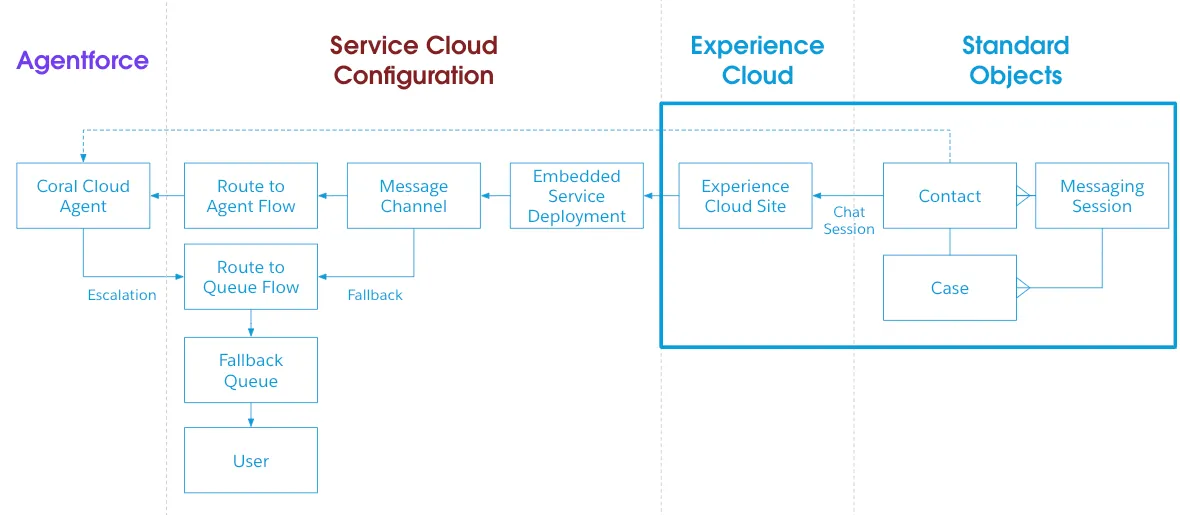 Agentforce
Service Cloud
Configuration
Experience
Cloud
Standard
Objects
Coral Cloud
Agent
Route to
Agent Flow
Message
Channel
Embedded
Service
Deployment
Experience
Cloud Site
Chat
Session
Contact
Messaging
Session
Escalation
Route to
Queue Flow
Fallback
Case
Fallback
Queue
User